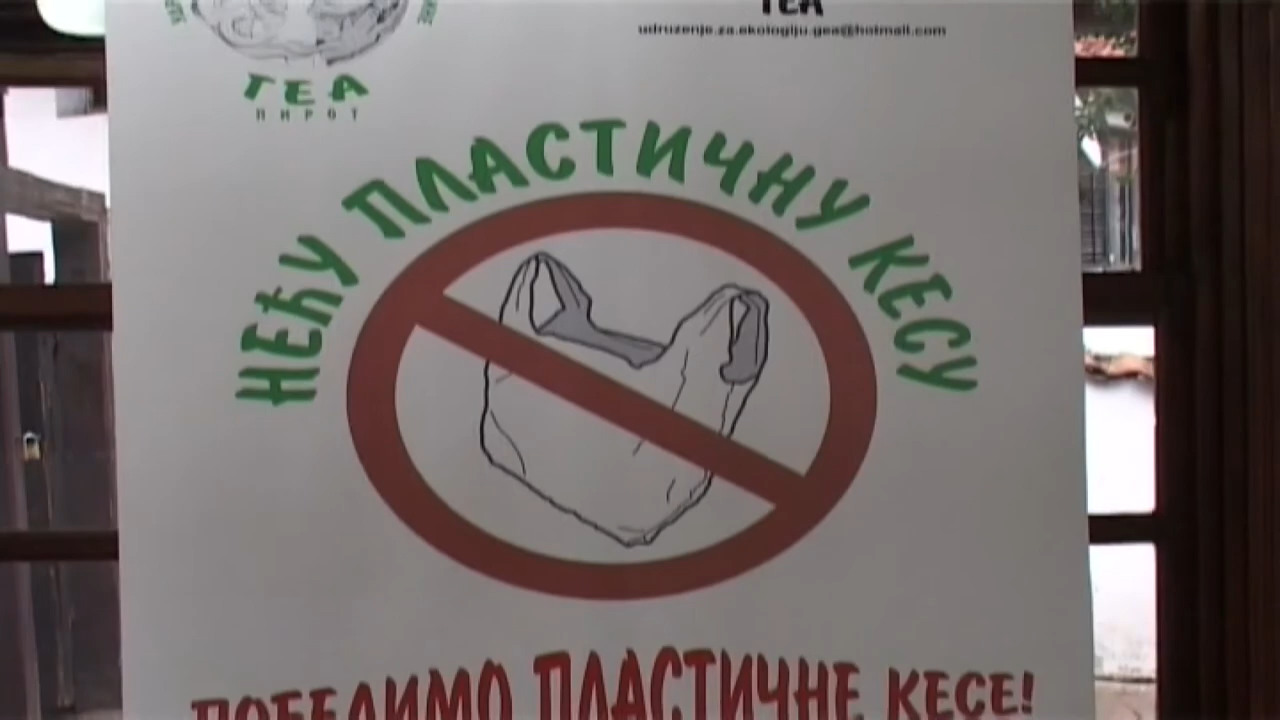 ГЕА
ПИРОТ
ГЕА
udruzenje.za.ekologiju.gea@hotmail.com
НЕЋУ ПЛАСТИЧНУ КЕСУ
ПОБЕДИМО ПЛАСТИЧНЕ КЕСЕ!